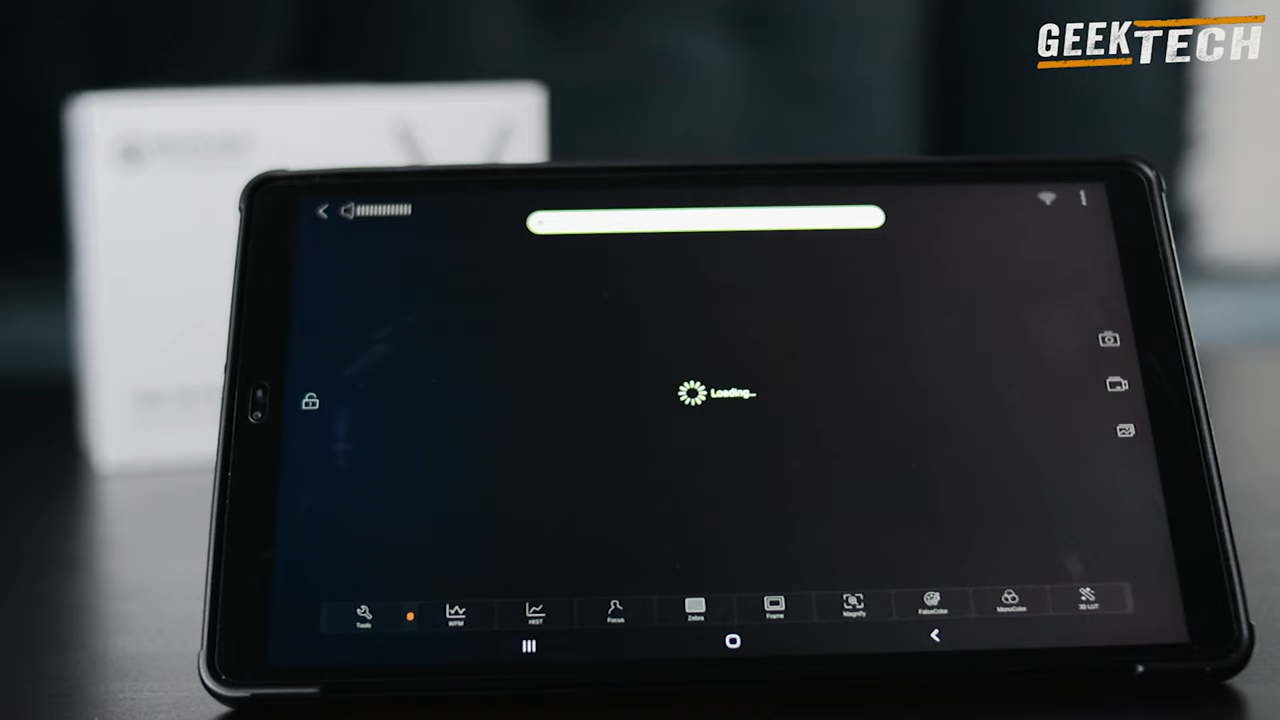 GEEKTECH
Loading...
Tools
WFM
HIST
Focus
Zebra
Frame
Magnify
FalseColor
MonoColor
3D LUT